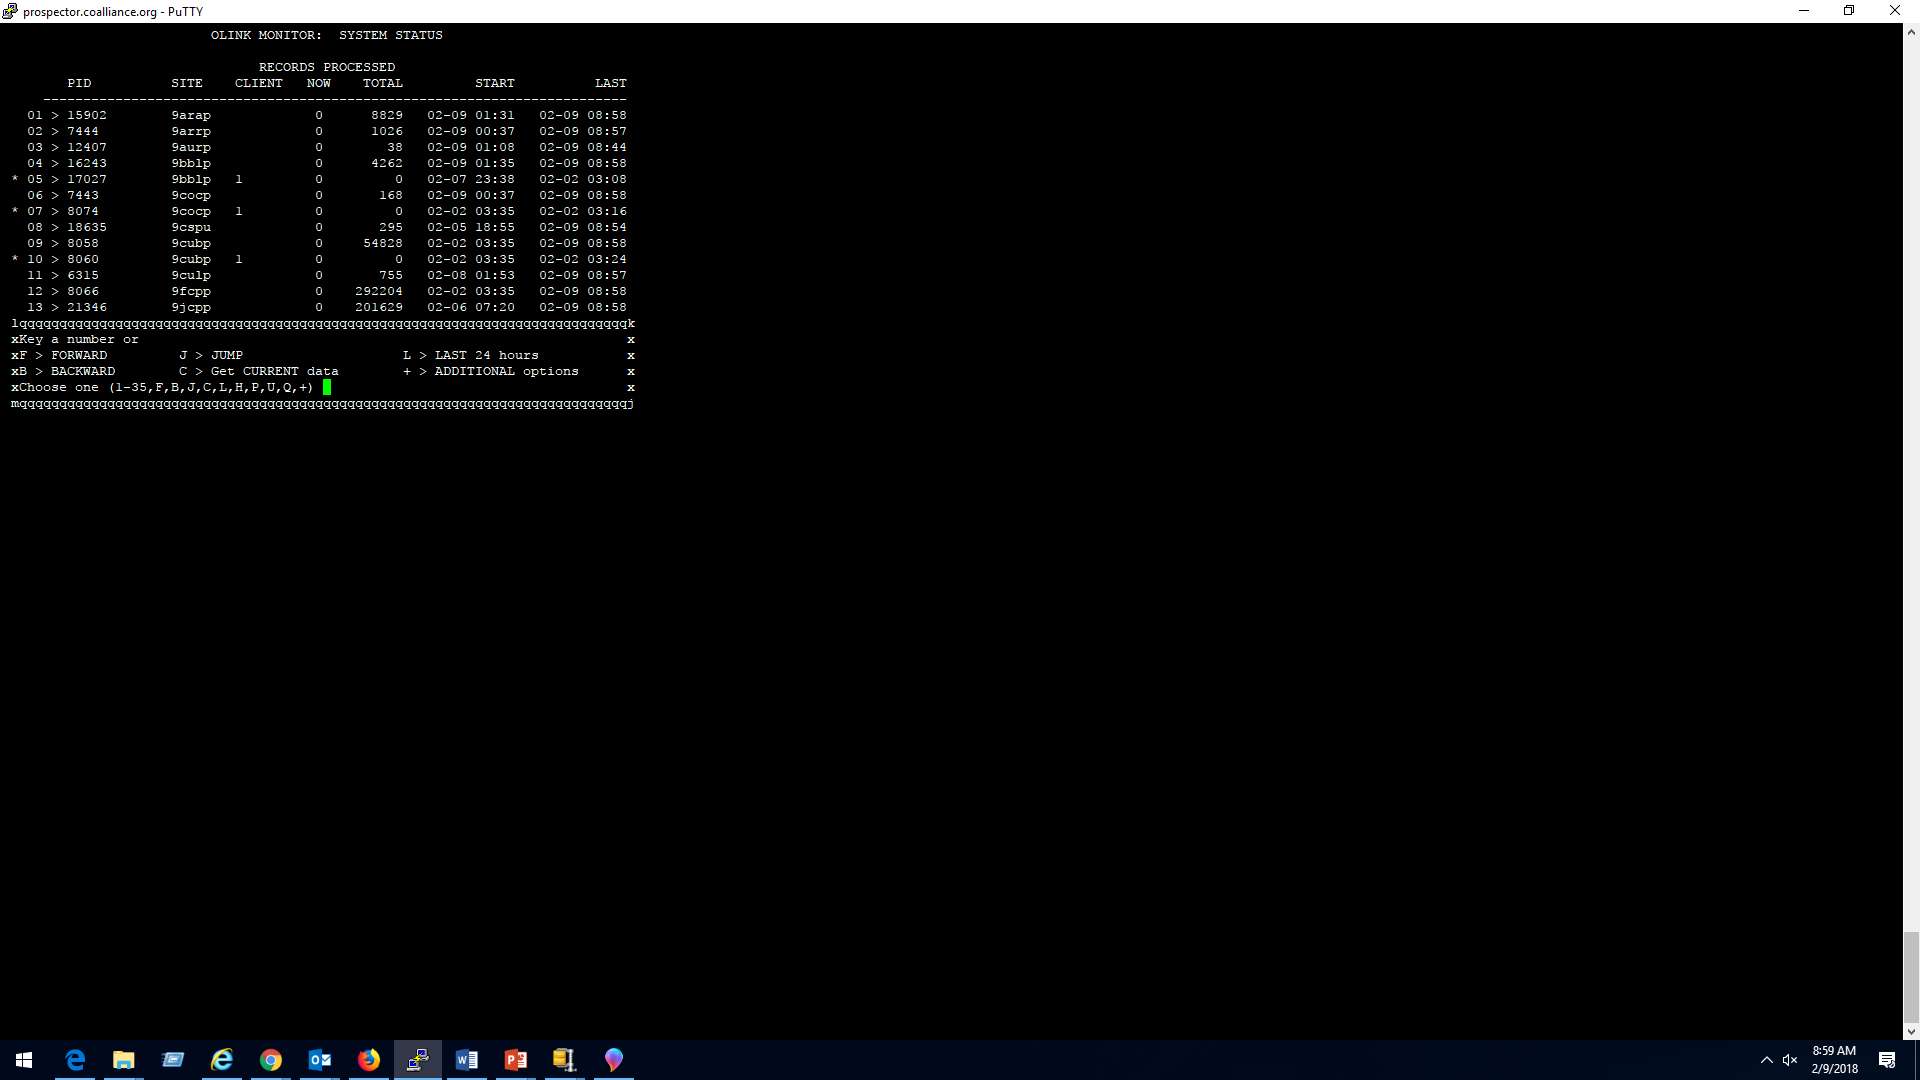 prospector.coalliance.org - PuTTY
OLINK MONITOR:  SYSTEM STATUS
RECORDS PROCESSED
PID          SITE    CLIENT   NOW    TOTAL         START          LAST
-------------------------------------------------------------------------
01 > 15902        9arap             0      8829   02-09 01:31   02-09 08:58
02 > 7444         9arrp             0      1026   02-09 00:37   02-09 08:57
03 > 12407        9aurp             0        38   02-09 01:08   02-09 08:44
04 > 16243        9bblp             0      4262   02-09 01:35   02-09 08:58
* 05 > 17027        9bblp   1         0         0   02-07 23:38   02-02 03:08
06 > 7443         9cocp             0       168   02-09 00:37   02-09 08:58
* 07 > 8074         9cocp   1         0         0   02-02 03:35   02-02 03:16
08 > 18635        9cspu             0       295   02-05 18:55   02-09 08:54
09 > 8058         9cubp             0     54828   02-02 03:35   02-09 08:58
* 10 > 8060         9cubp   1         0         0   02-02 03:35   02-02 03:24
11 > 6315         9culp             0       755   02-08 01:53   02-09 08:57
12 > 8066         9fcpp             0    292204   02-02 03:35   02-09 08:58
13 > 21346        9jcpp             0    201629   02-06 07:20   02-09 08:58
lqqqqqqqqqqqqqqqqqqqqqqqqqqqqqqqqqqqqqqqqqqqqqqqqqqqqqqqqqqqqqqqqqqqqqqqqqqqqk
xKey a number or                                                             x
xF > FORWARD         J > JUMP                    L > LAST 24 hours           x
xB > BACKWARD        C > Get CURRENT data        + > ADDITIONAL options      x
xChoose one (1-35,F,B,J,C,L,H,P,U,Q,+)                                       x
mqqqqqqqqqqqqqqqqqqqqqqqqqqqqqqqqqqqqqqqqqqqqqqqqqqqqqqqqqqqqqqqqqqqqqqqqqqqqj
8:59 AM
2/9/2018